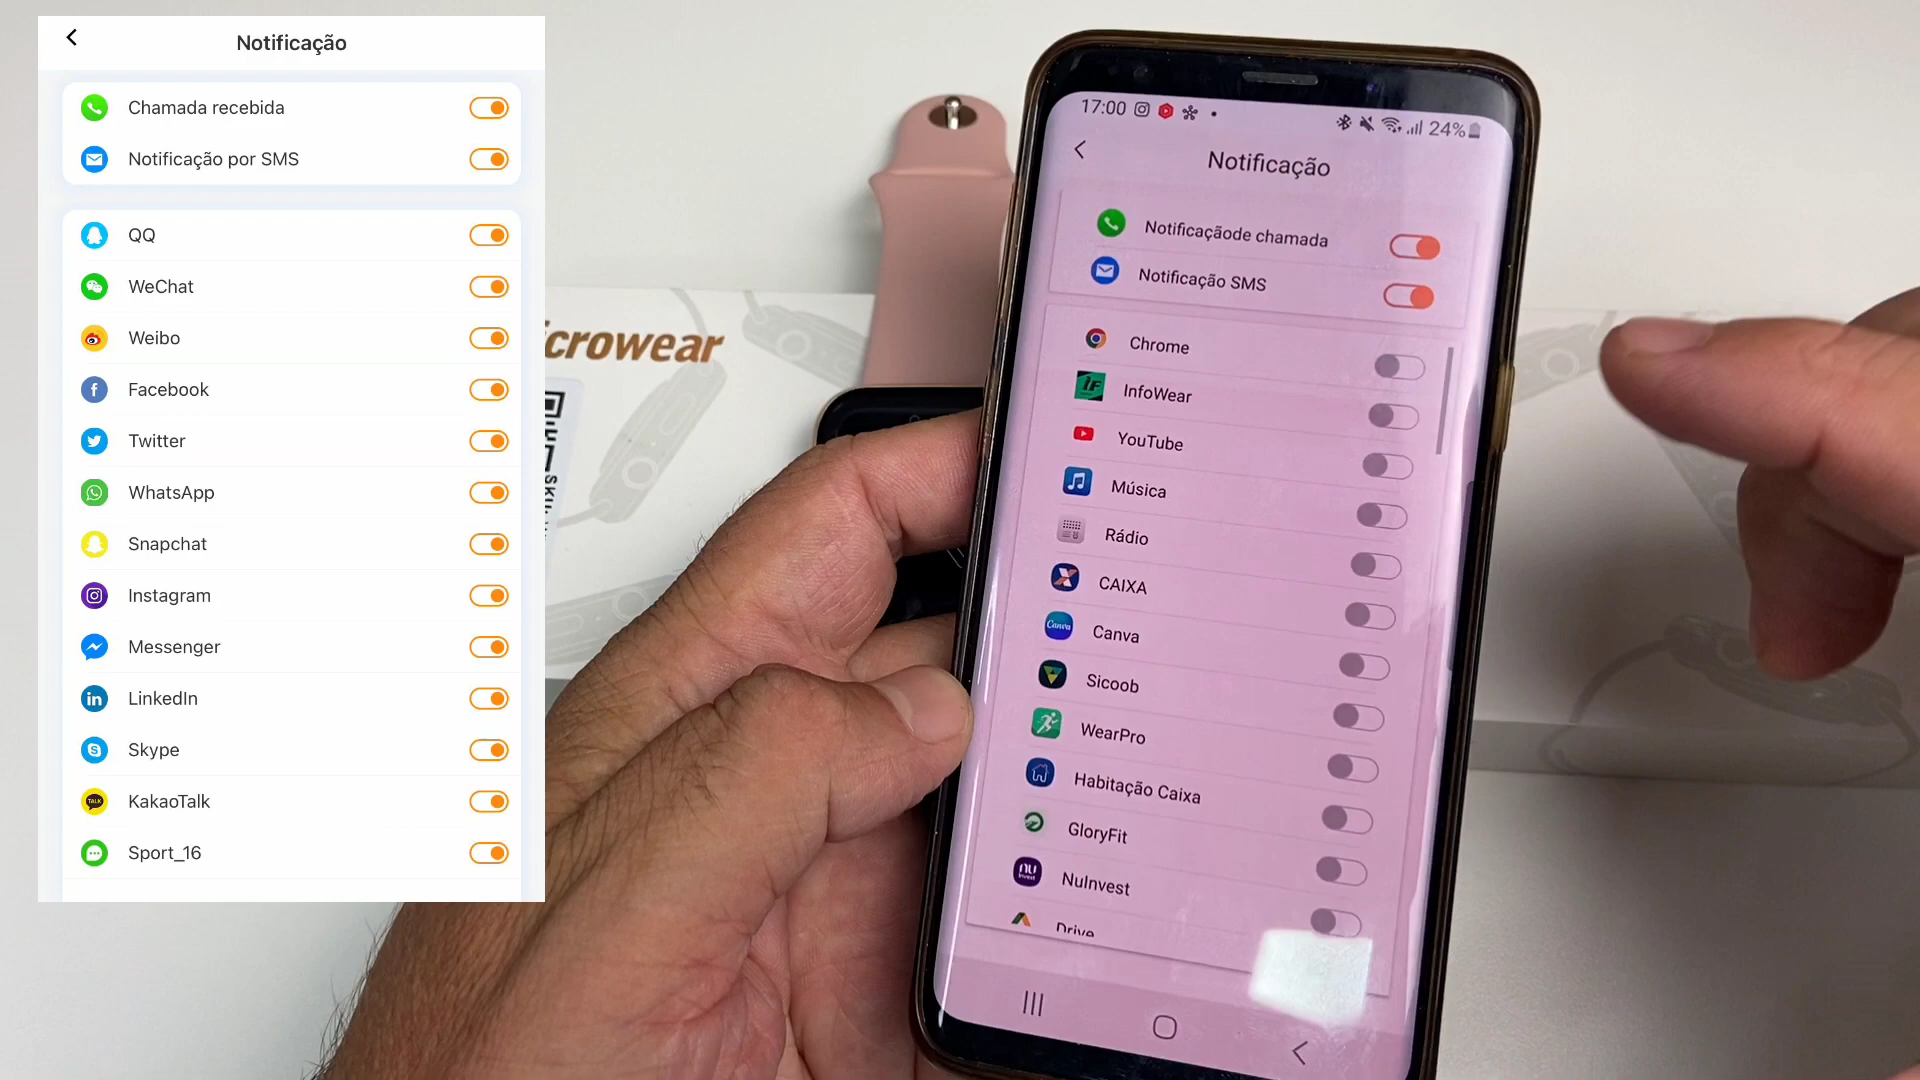 Notificação
Chamada recebida
Notificação por SMS
QQ
WeChat
Weibo
Facebook
Twitter
WhatsApp
Snapchat
Instagram
Messenger
LinkedIn
Skype
KakaoTalk
Sport_16
crowear
17:00
24%
Notificação
Notificaçãode chamada
Notificação SMS
Chrome
InfoWear
YouTube
Música
Rádio
CAIXA
Canva
Sicoob
WearPro
Habitação Caixa
GloryFit
NuInvest
Drive